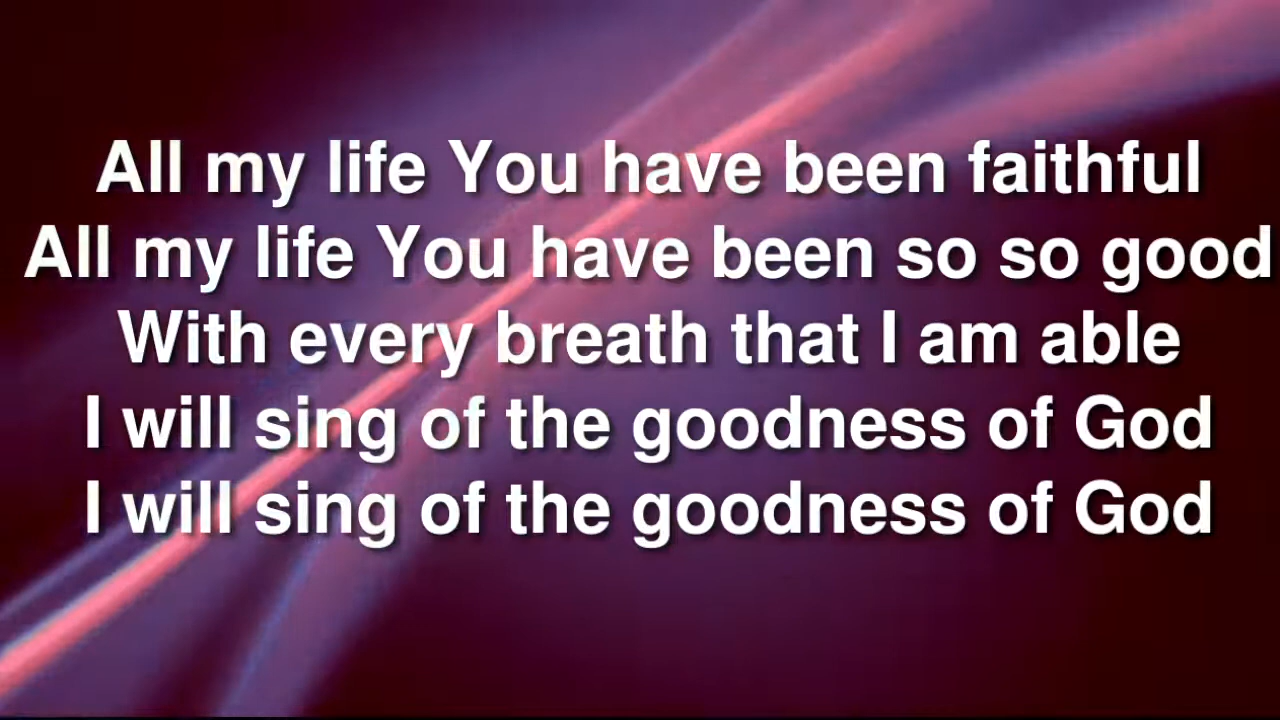 All my life You have been faithful
All my life You have been so so good
With every breath that I am able
I will sing of the goodness of God
I will sing of the goodness of God